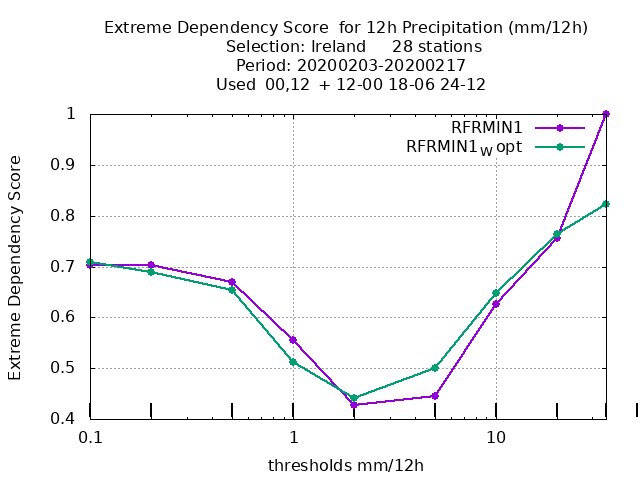 Extreme Dependency Score  for 12h Precipitation (mm/12h)
Selection: Ireland     28 stations
Period: 20200203-20200217
Used  00,12  + 12-00 18-06 24-12
RFRMIN1
RFRMIN1W opt
Extreme Dependency Score
1
0.9
0.8
0.7
0.6
0.5
0.4
0.1
1
10
thresholds mm/12h